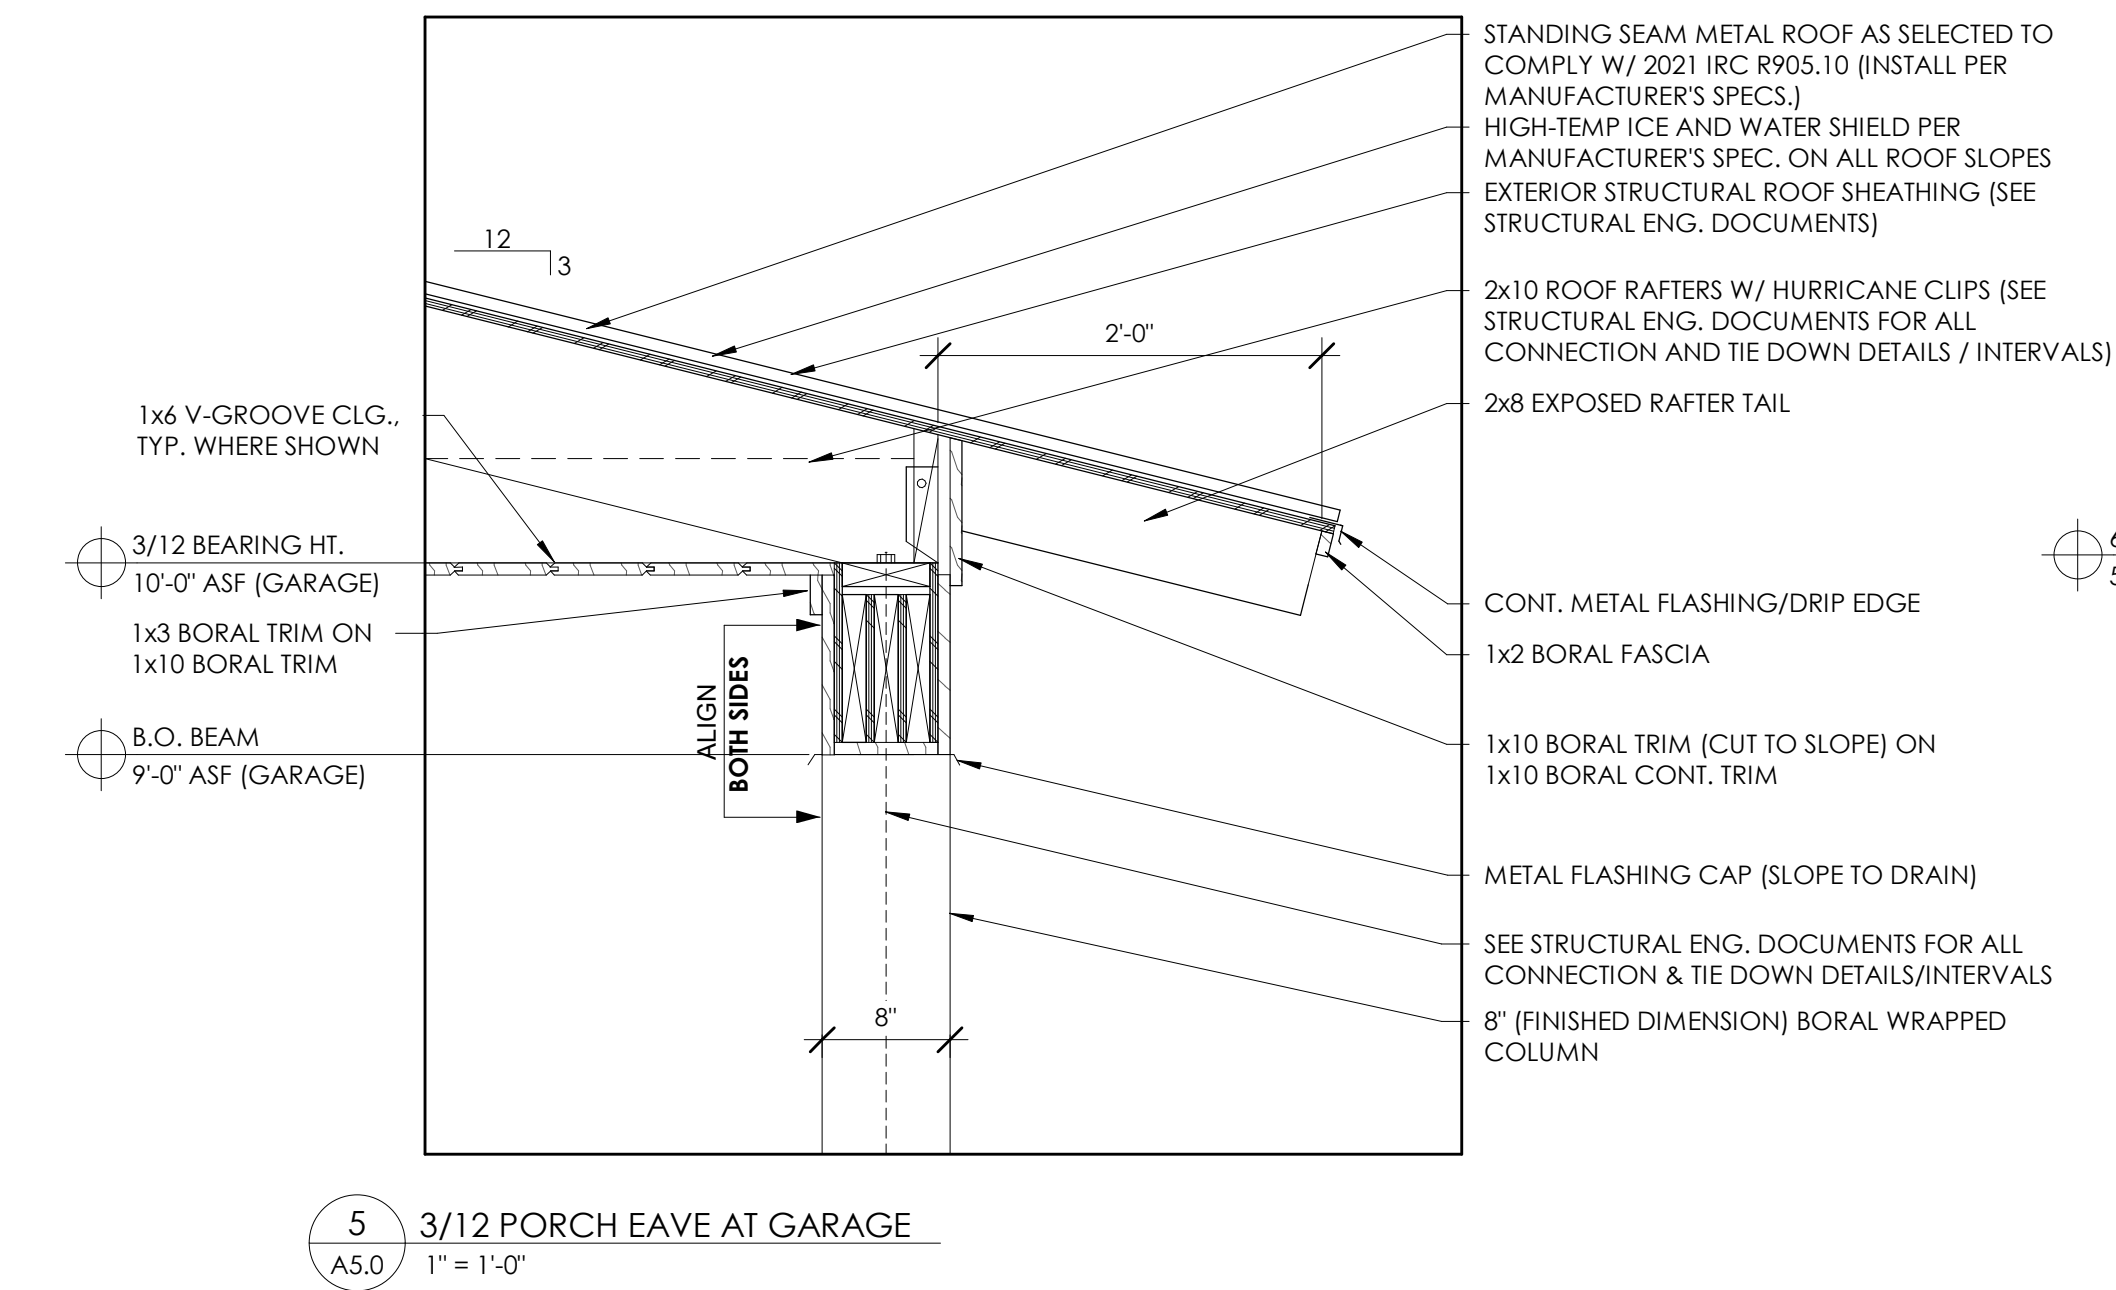 STANDING SEAM METAL ROOF AS SELECTED TO
COMPLY W/ 2021 IRC R905.10 (INSTALL PER
MANUFACTURER'S SPECS.)
HIGH-TEMP ICE AND WATER SHIELD PER
MANUFACTURER'S SPEC. ON ALL ROOF SLOPES
EXTERIOR STRUCTURAL ROOF SHEATHING (SEE
STRUCTURAL ENG. DOCUMENTS)
2x10 ROOF RAFTERS W/ HURRICANE CLIPS (SEE
STRUCTURAL ENG. DOCUMENTS FOR ALL
CONNECTION AND TIE DOWN DETAILS / INTERVALS)
2x8 EXPOSED RAFTER TAIL
CONT. METAL FLASHING/DRIP EDGE
1x2 BORAL FASCIA
1x10 BORAL TRIM (CUT TO SLOPE) ON
1x10 BORAL CONT. TRIM
METAL FLASHING CAP (SLOPE TO DRAIN)
SEE STRUCTURAL ENG. DOCUMENTS FOR ALL
CONNECTION & TIE DOWN DETAILS/INTERVALS
8" (FINISHED DIMENSION) BORAL WRAPPED
COLUMN
12
3
2'-0"
1x6 V-GROOVE CLG.,
TYP. WHERE SHOWN
3/12 BEARING HT.
10'-0" ASF (GARAGE)
1x3 BORAL TRIM ON
1x10 BORAL TRIM
B.O. BEAM
9'-0" ASF (GARAGE)
ALIGN
BOTH SIDES
8"
5
A5.0
3/12 PORCH EAVE AT GARAGE
1" = 1'-0"